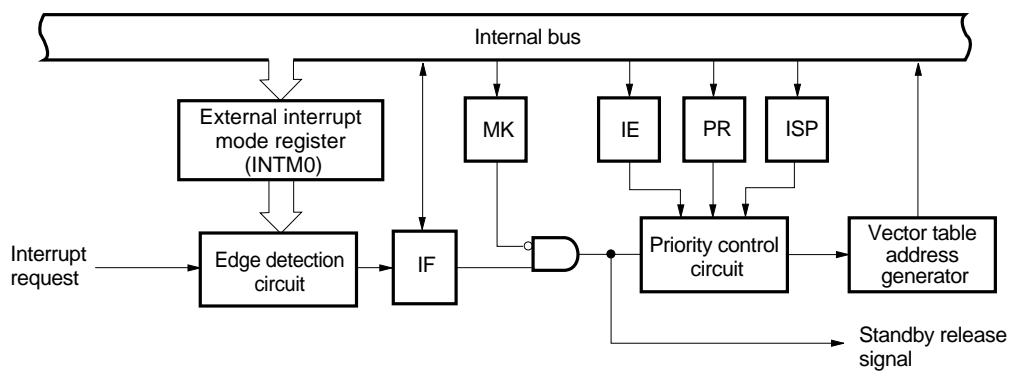 Internal bus
External interrupt
mode register
(INTM0)
MK
IE
PR
ISP
Interrupt
request
Edge detection
circuit
IF
Priority control
circuit
Vector table
address
generator
Standby release
signal